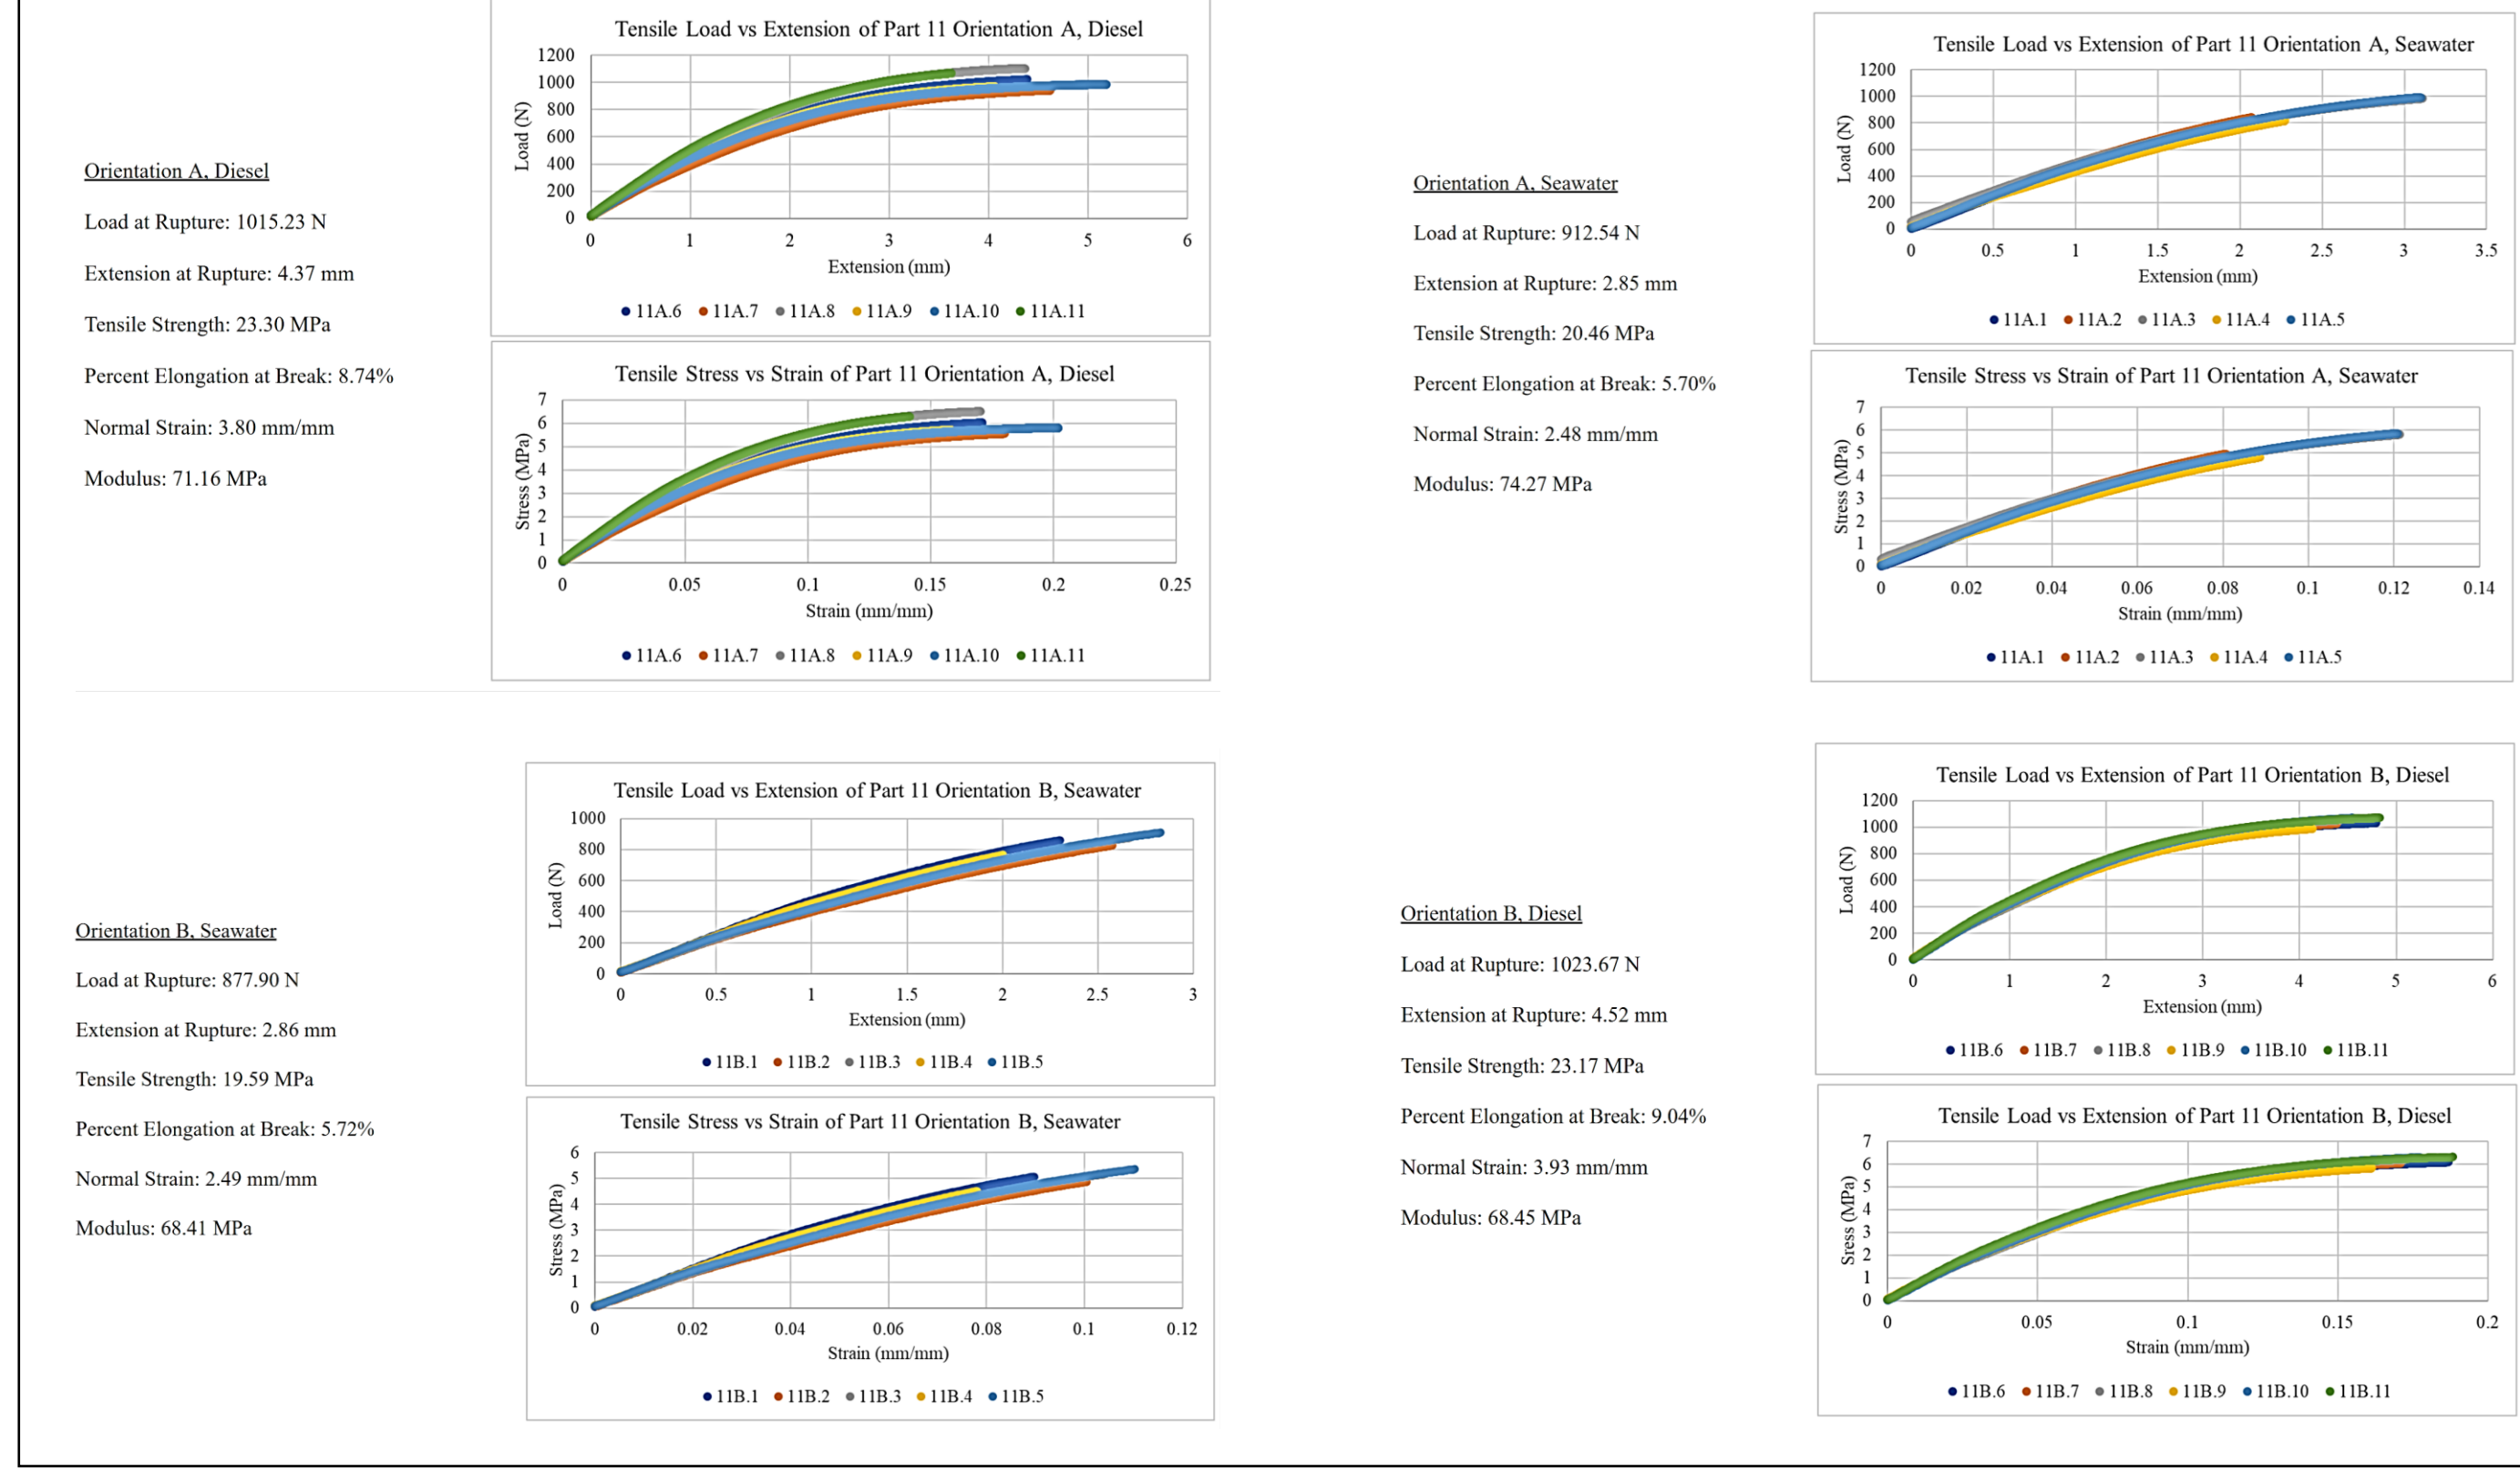 Orientation A, Diesel
Load at Rupture: 1015.23 N
Extension at Rupture: 4.37 mm
Tensile Strength: 23.30 MPa
Percent Elongation at Break: 8.74%
Normal Strain: 3.80 mm/mm
Modulus: 71.16 MPa
Tensile Load vs Extension of Part 11 Orientation A, Diesel
Load (N)
1200
1000
800
600
400
200
0
0 1 2 3 4 5 6
Extension (mm)
11A.6 11A.7 11A.8 11A.9 11A.10 11A.11
Tensile Stress vs Strain of Part 11 Orientation A, Diesel
Stress (MPa)
7
6
5
4
3
2
1
0
0 0.05 0.1 0.15 0.2 0.25
Strain (mm/mm)
11A.6 11A.7 11A.8 11A.9 11A.10 11A.11
Orientation A, Seawater
Load at Rupture: 912.54 N
Extension at Rupture: 2.85 mm
Tensile Strength: 20.46 MPa
Percent Elongation at Break: 5.70%
Normal Strain: 2.48 mm/mm
Modulus: 74.27 MPa
Tensile Load vs Extension of Part 11 Orientation A, Seawater
Load (N)
1200
1000
800
600
400
200
0
0 0.5 1 1.5 2 2.5 3 3.5
Extension (mm)
11A.1 11A.2 11A.3 11A.4 11A.5
Tensile Stress vs Strain of Part 11 Orientation A, Seawater
Stress (MPa)
7
6
5
4
3
2
1
0
0 0.02 0.04 0.06 0.08 0.1 0.12 0.14
Strain (mm/mm)
11A.1 11A.2 11A.3 11A.4 11A.5
Orientation B, Seawater
Load at Rupture: 877.90 N
Extension at Rupture: 2.86 mm
Tensile Strength: 19.59 MPa
Percent Elongation at Break: 5.72%
Normal Strain: 2.49 mm/mm
Modulus: 68.41 MPa
Tensile Load vs Extension of Part 11 Orientation B, Seawater
Load (N)
1000
800
600
400
200
0
0 0.5 1 1.5 2 2.5 3
Extension (mm)
11B.1 11B.2 11B.3 11B.4 11B.5
Tensile Stress vs Strain of Part 11 Orientation B, Seawater
Stress (MPa)
6
5
4
3
2
1
0
0 0.02 0.04 0.06 0.08 0.1 0.12
Strain (mm/mm)
11B.1 11B.2 11B.3 11B.4 11B.5
Orientation B, Diesel
Load at Rupture: 1023.67 N
Extension at Rupture: 4.52 mm
Tensile Strength: 23.17 MPa
Percent Elongation at Break: 9.04%
Normal Strain: 3.93 mm/mm
Modulus: 68.45 MPa
Tensile Load vs Extension of Part 11 Orientation B, Diesel
Load (N)
1200
1000
800
600
400
200
0
0 1 2 3 4 5 6
Extension (mm)
11B.6 11B.7 11B.8 11B.9 11B.10 11B.11
Tensile Load vs Extension of Part 11 Orientation B, Diesel
Sress (MPa)
7
6
5
4
3
2
1
0
0 0.05 0.1 0.15 0.2
Strain (mm/mm)
11B.6 11B.7 11B.8 11B.9 11B.10 11B.11